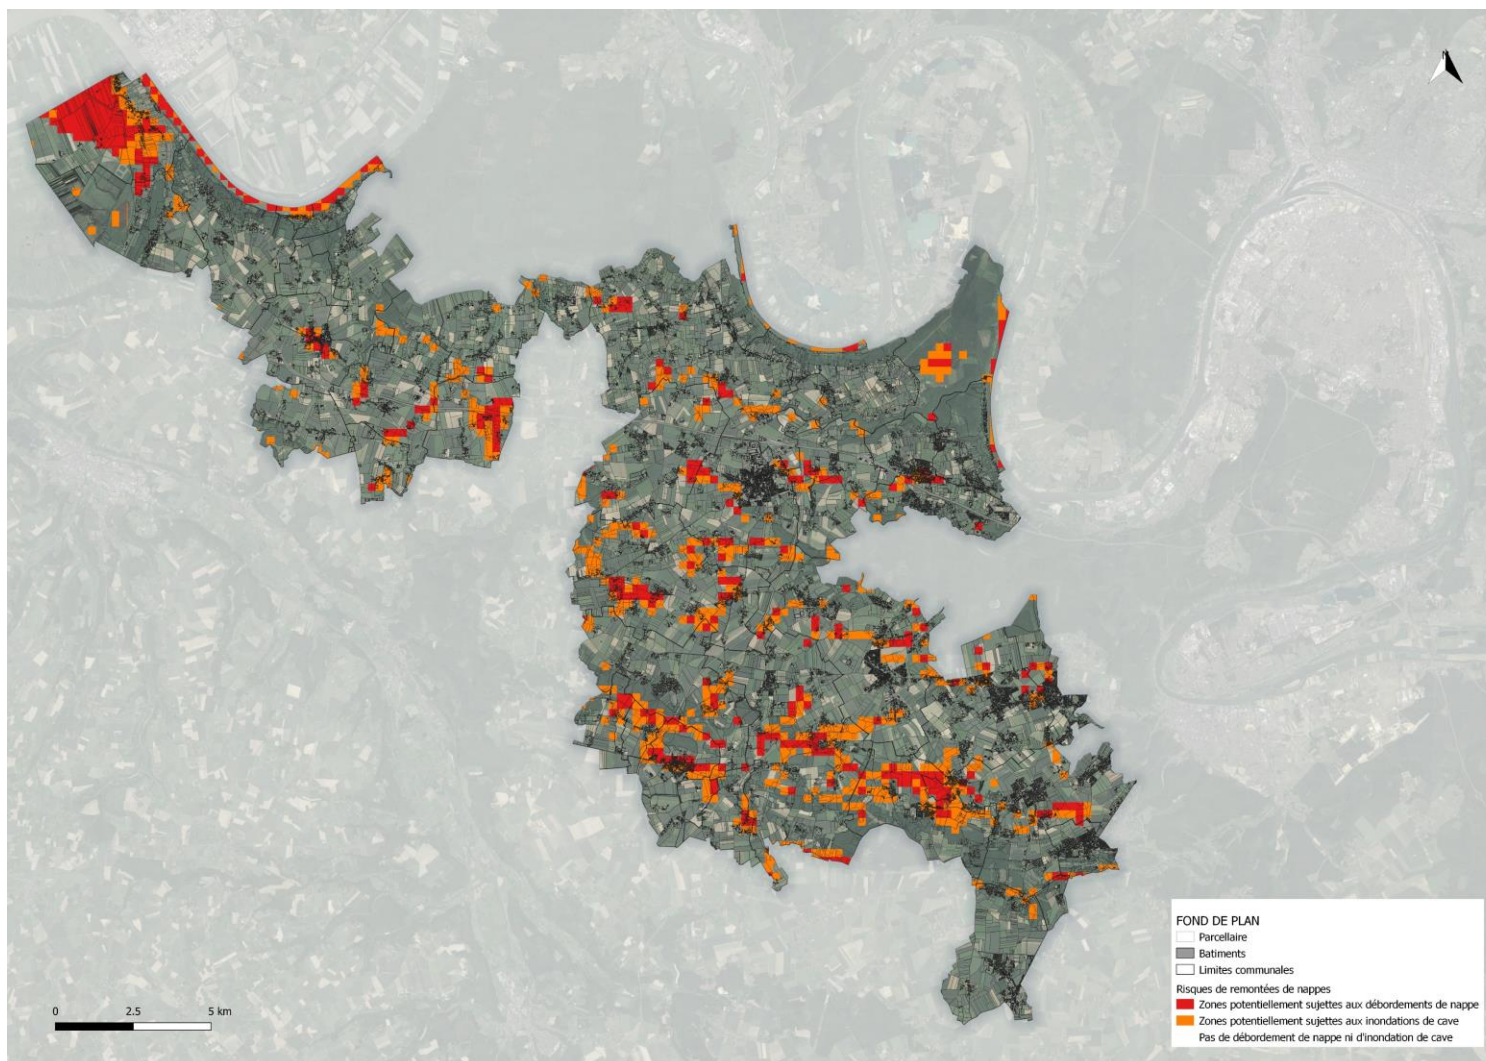 0 2.5 5 km
FOND DE PLAN
Parcellaire
Batiments
Limites communales
Risques de remontées de nappes
Zones potentiellement sujettes aux débordements de nappe
Zones potentiellement sujettes aux inondations de cave
Pas de débordement de nappe ni d'inondation de cave